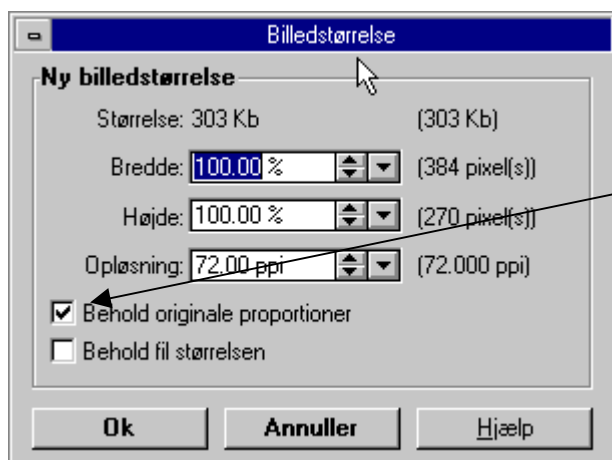 Billedstørrelse
Ny billedstørrelse
Størrelse: 303 Kb (303 Kb)
Bredde: 100.00 % (384 pixel(s))
Højde: 100.00 % (270 pixel(s))
Opløsning: 72.00 ppi (72.000 ppi)
Behold originale proportioner
Behold fil størrelsen
Ok Annuller Hjælp